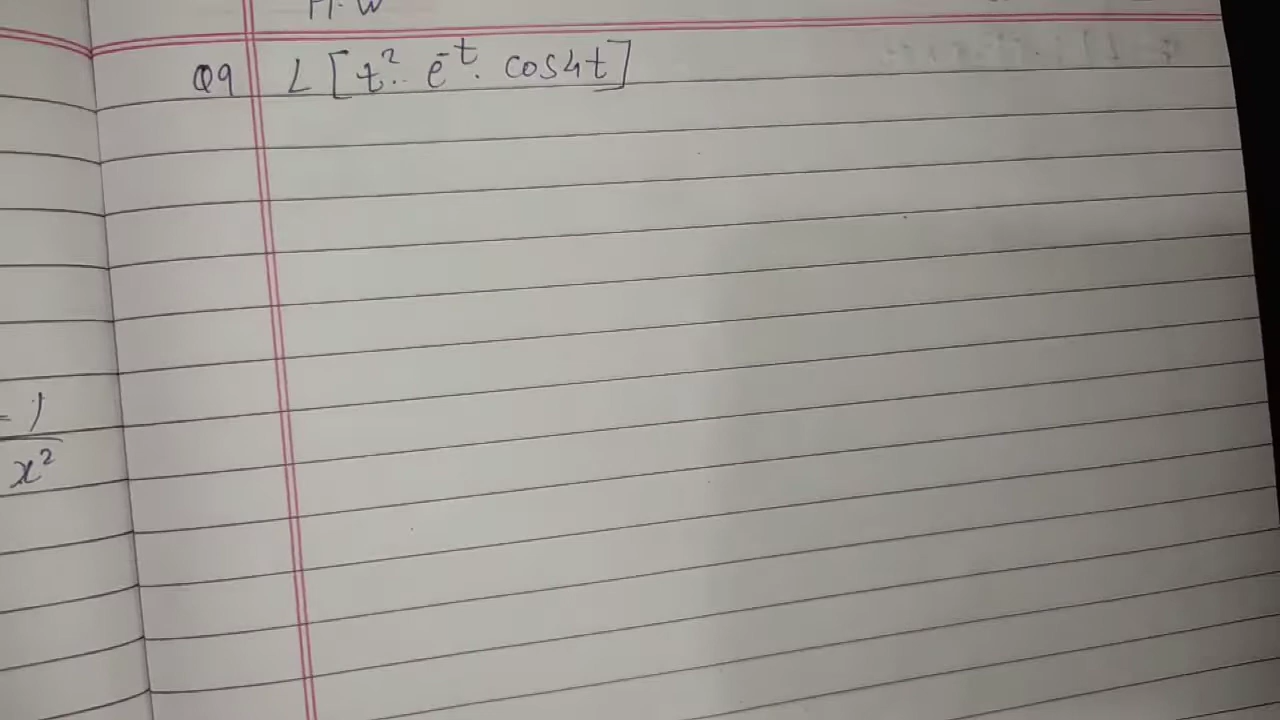 H.W
Q9 L [t². e⁻ᵗ. cos4t]
- 1
x²